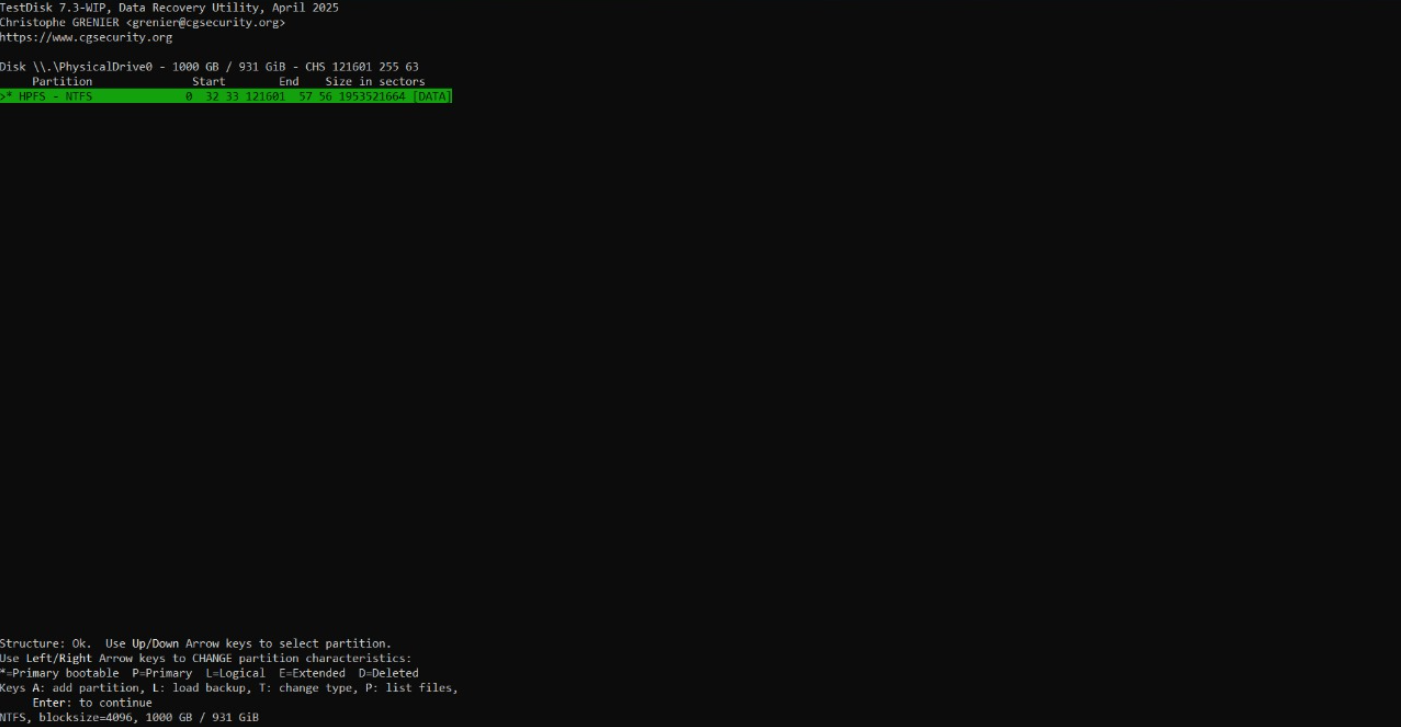 TestDisk 7.3-WIP, Data Recovery Utility, April 2025
Christophe GRENIER <grenier@cgsecurity.org>
https://www.cgsecurity.org
Disk \\.\PhysicalDrive0 - 1000 GB / 931 GiB - CHS 121601 255 63
     Partition               Start        End    Size in sectors
>* HPFS - NTFS              0  32 33 121601  57 56 1953521664 [DATA]
Structure: Ok.  Use Up/Down Arrow keys to select partition.
Use Left/Right Arrow keys to CHANGE partition characteristics:
*=Primary bootable  P=Primary  L=Logical  E=Extended  D=Deleted
Keys A: add partition, L: load backup, T: change type, P: list files,
     Enter: to continue
NTFS, blocksize=4096, 1000 GB / 931 GiB